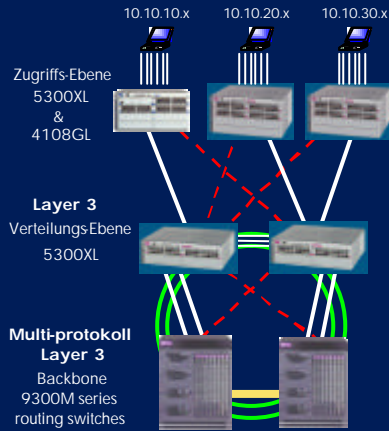 10.10.10.x 10.10.20.x 10.10.30.x
Zugriffs-Ebene
5300XL
&
4108GL
Layer 3
Verteilungs-Ebene
5300XL
Multi-protokoll
Layer 3
Backbone
9300M series
routing switches